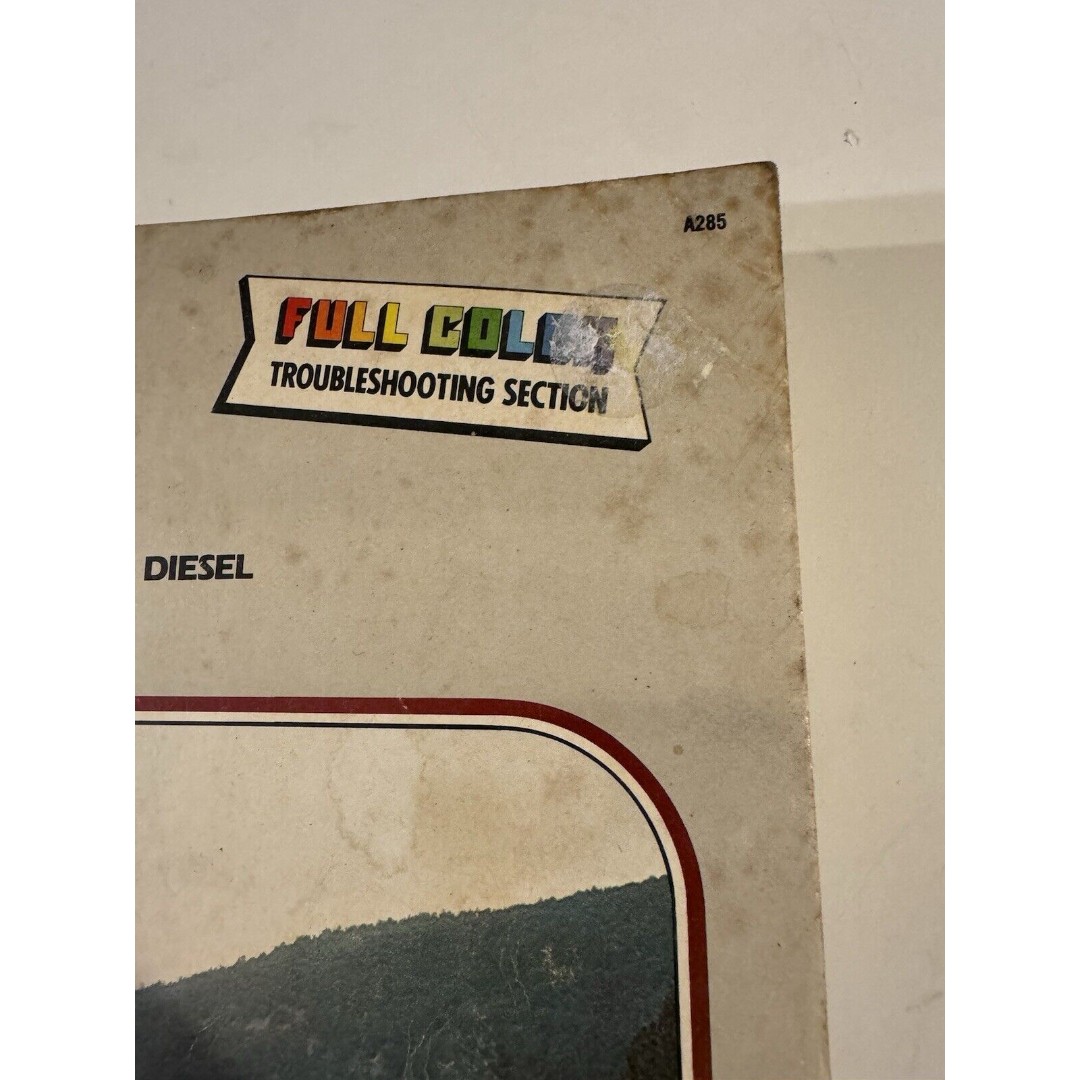 A285
FULL COLOR
TROUBLESHOOTING SECTION
DIESEL